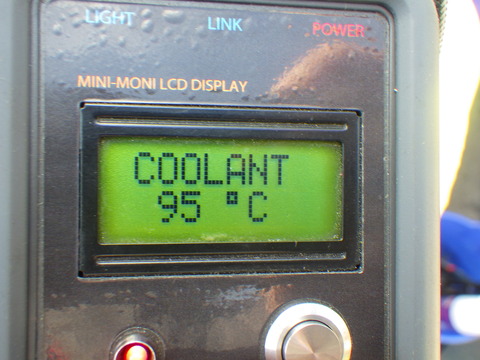 LIGHT LINK POWER
MINI-MONI LCD DISPLAY
COOLANT
95 °C